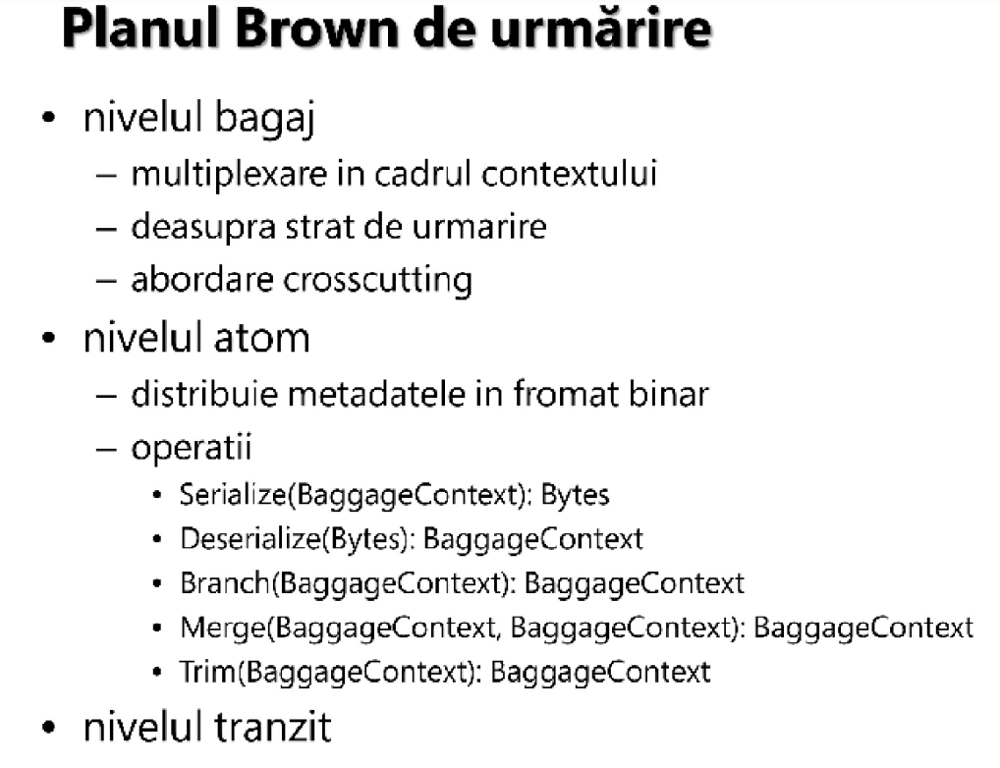 Planul Brown de urmărire
• nivelul bagaj
– multiplexare in cadrul contextului
– deasupra strat de urmarire
– abordare crosscutting
• nivelul atom
– distribuie metadatele in fromat binar
– operatii
• Serialize(BaggageContext): Bytes
• Deserialize(Bytes): BaggageContext
• Branch(BaggageContext): BaggageContext
• Merge(BaggageContext, BaggageContext): BaggageContext
• Trim(BaggageContext): BaggageContext
• nivelul tranzit